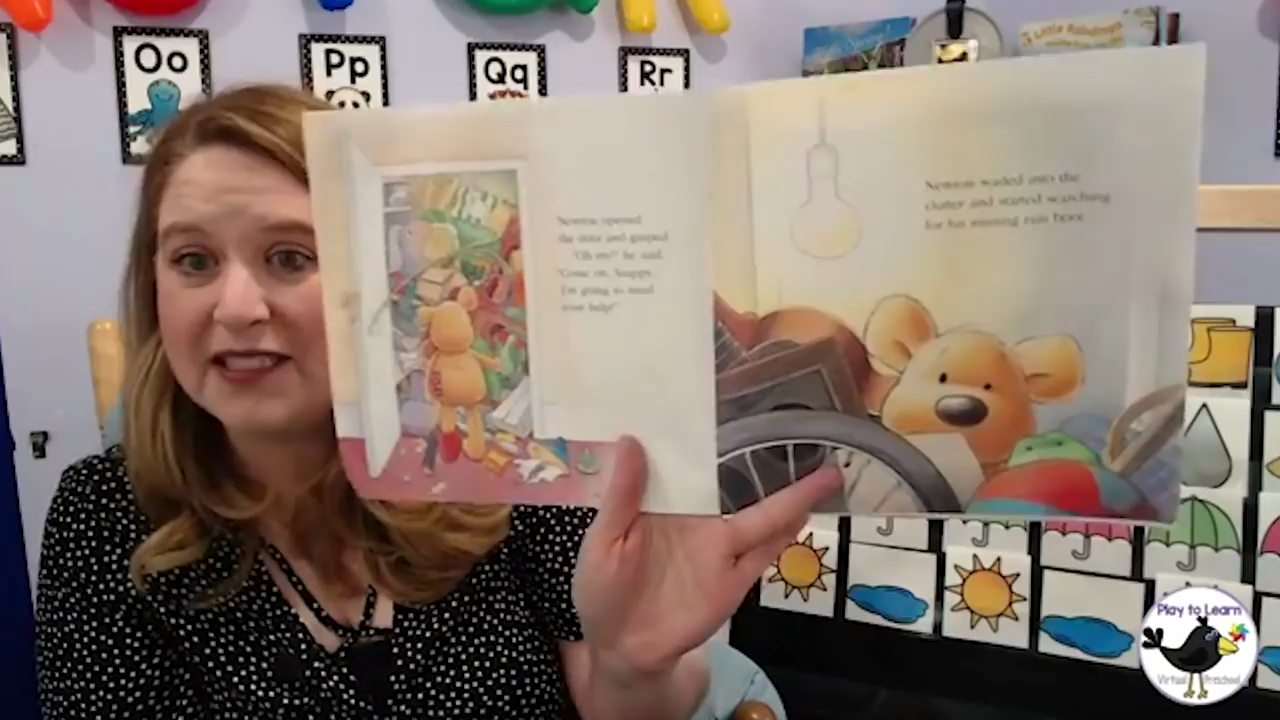 Oo
Pp
Qq
Rr
Little Raindrops
Newton opened
the door and gasped.
"Oh my!" he said.
"Come on, Snappy.
I'm going to need
your help!"
Newton waded into the
clutter and started searching
for his missing rain boot.
Play to Learn
Virtual Preschool